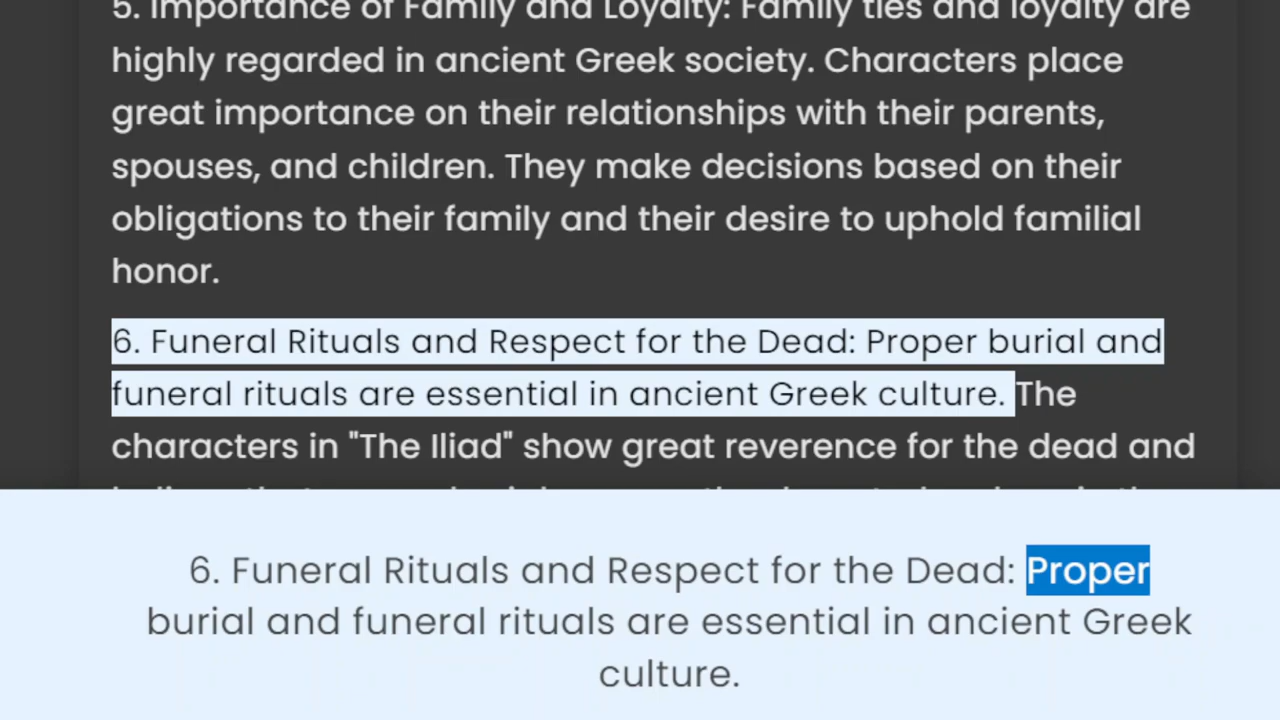 5. Importance of Family and Loyalty: Family ties and loyalty are
highly regarded in ancient Greek society. Characters place
great importance on their relationships with their parents,
spouses, and children. They make decisions based on their
obligations to their family and their desire to uphold familial
honor.
6. Funeral Rituals and Respect for the Dead: Proper burial and
funeral rituals are essential in ancient Greek culture. The
characters in "The Iliad" show great reverence for the dead and
6. Funeral Rituals and Respect for the Dead: Proper
burial and funeral rituals are essential in ancient Greek
culture.